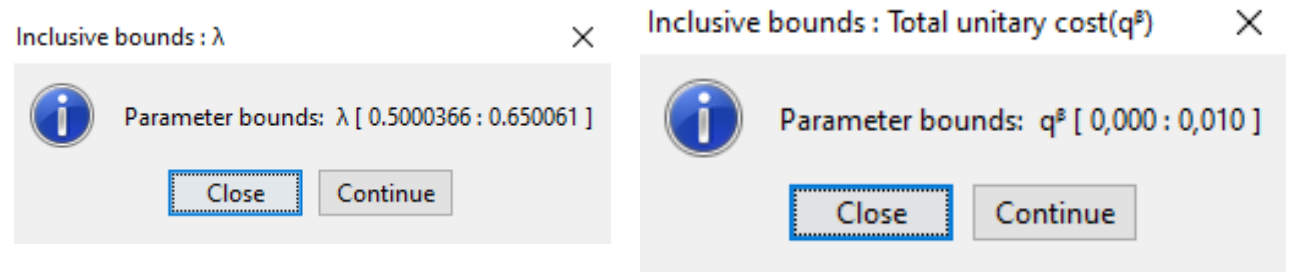 Inclusive bounds : λ
Parameter bounds: λ [ 0.5000366 : 0.650061 ]
Close
Continue
Inclusive bounds : Total unitary cost(qᵝ)
Parameter bounds: qᵝ [ 0,000 : 0,010 ]
Close
Continue